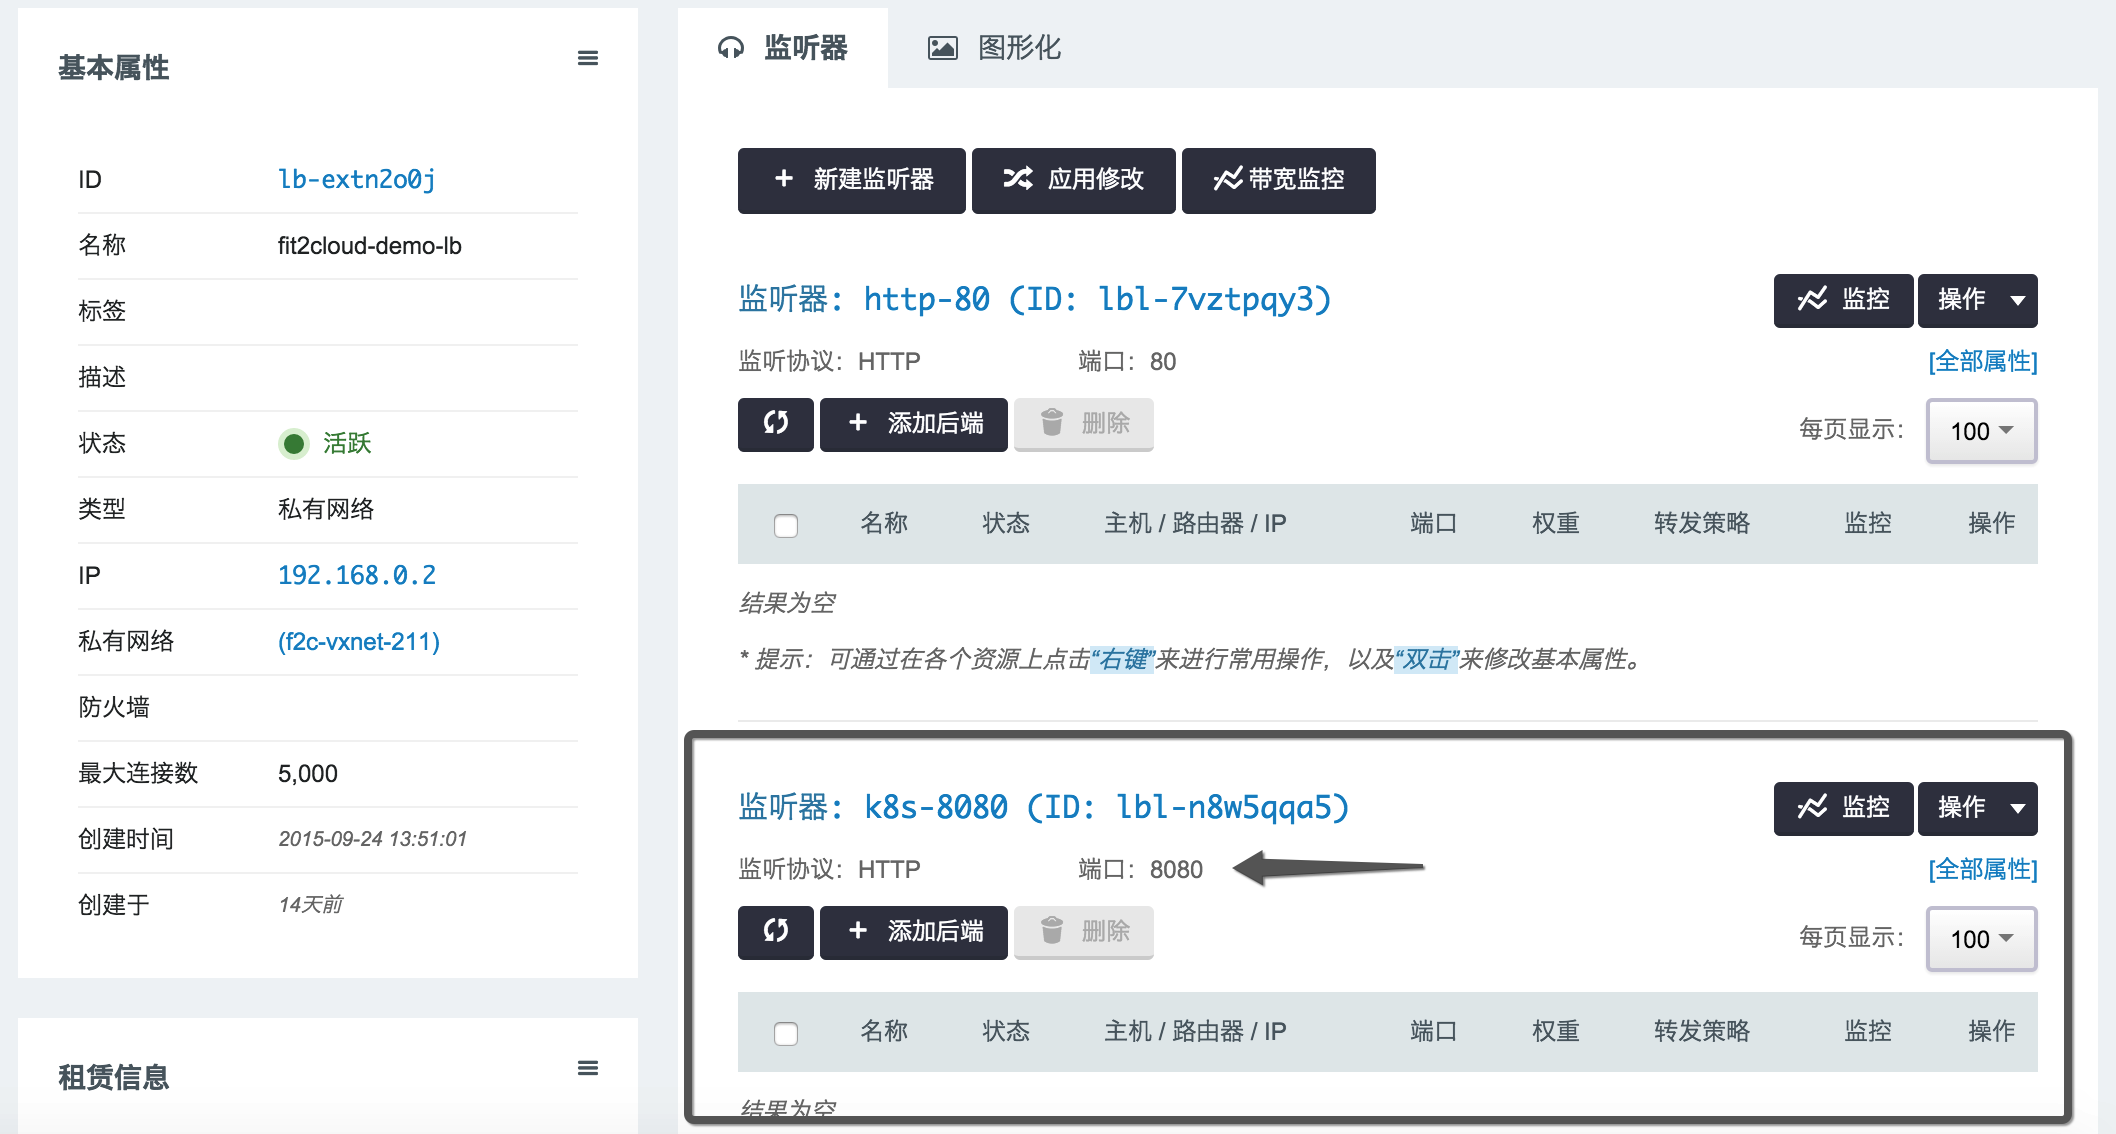 基本属性
ID lb-extn2o0j
名称 fit2cloud-demo-lb
标签
描述
状态 活跃
类型 私有网络
IP 192.168.0.2
私有网络 (f2c-vxnet-211)
防火墙
最大连接数 5,000
创建时间 2015-09-24 13:51:01
创建于 14天前
租赁信息
监听器 图形化
+ 新建监听器 应用修改 带宽监控
监听器: http-80 (ID: lbl-7vztpqy3) 监控 操作
监听协议: HTTP 端口: 80 [全部属性]
+ 添加后端 删除 每页显示: 100
名称 状态 主机 / 路由器 / IP 端口 权重 转发策略 监控 操作
结果为空
* 提示: 可通过在各个资源上点击“右键”来进行常用操作, 以及“双击”来修改基本属性。
监听器: k8s-8080 (ID: lbl-n8w5qqa5) 监控 操作
监听协议: HTTP 端口: 8080 [全部属性]
+ 添加后端 删除 每页显示: 100
名称 状态 主机 / 路由器 / IP 端口 权重 转发策略 监控 操作
结果为空